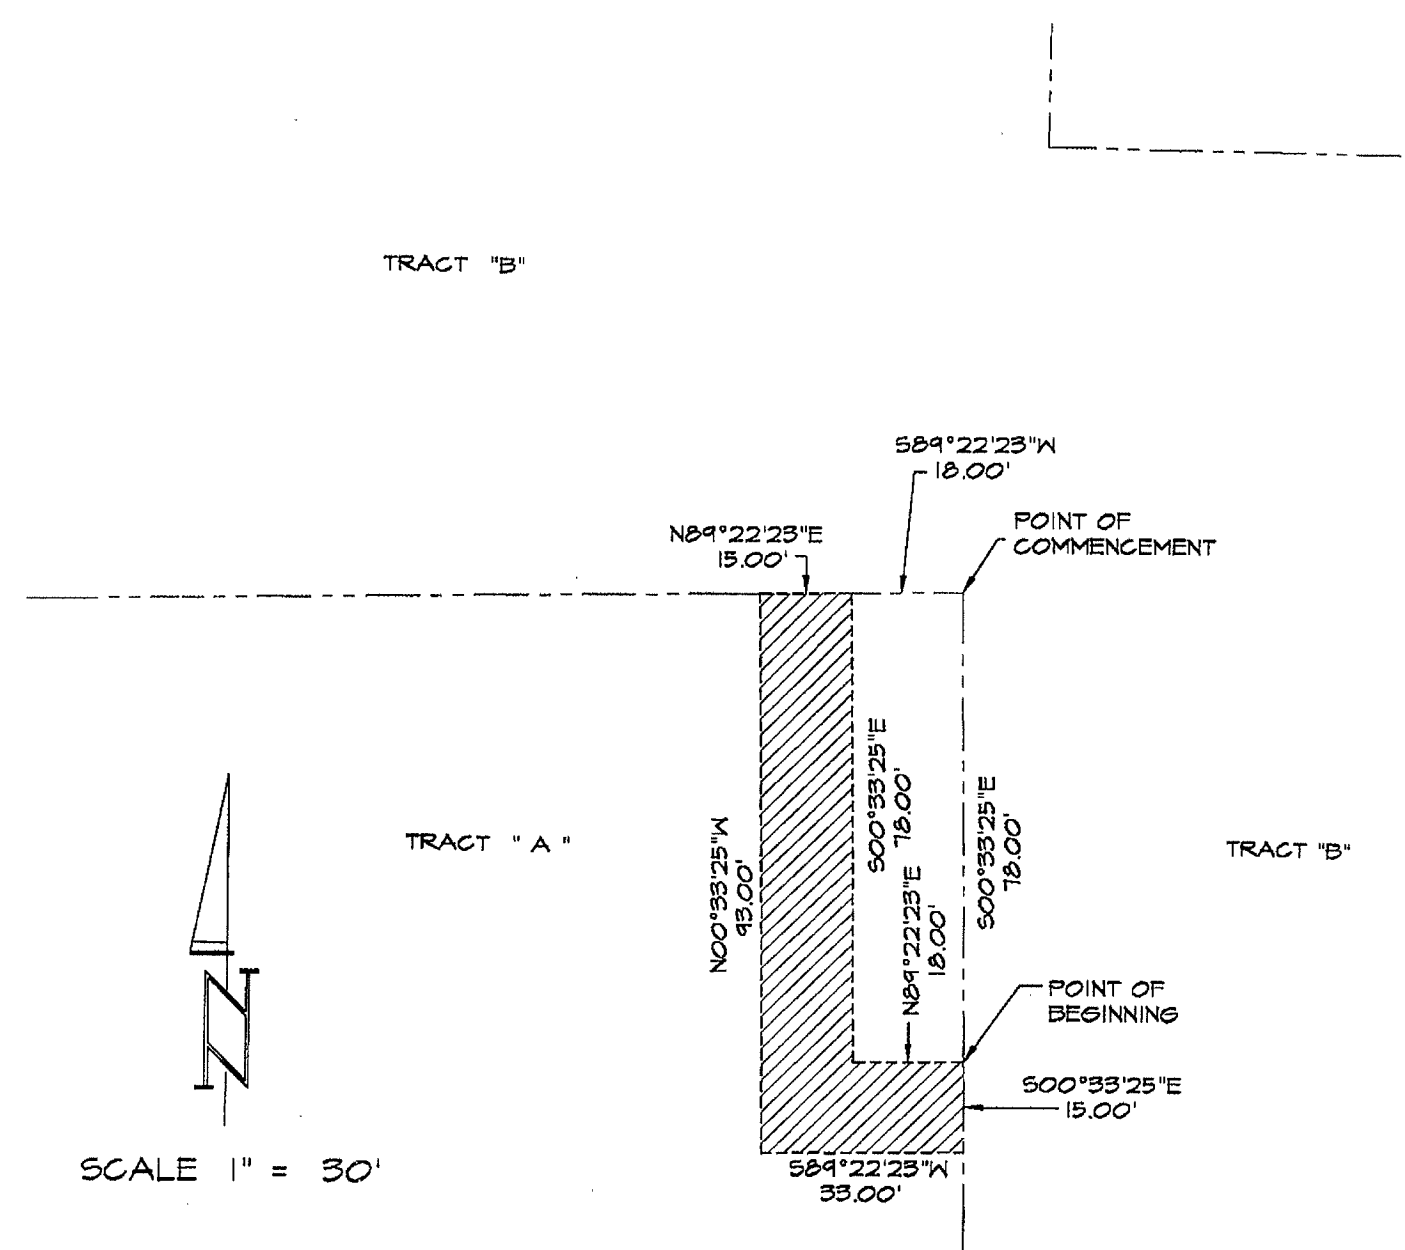 TRACT "B"
S89°22'23"W
18.00'
N89°22'23"E
15.00'
POINT OF
COMMENCEMENT
S00°33'25"E
78.00'
S00°33'25"E
78.00'
TRACT " A "
N00°33'25"W
93.00'
TRACT "B"
N89°22'23"E
18.00'
POINT OF
BEGINNING
S00°33'25"E
15.00'
N
SCALE 1" = 30'
S89°22'23"W
33.00'